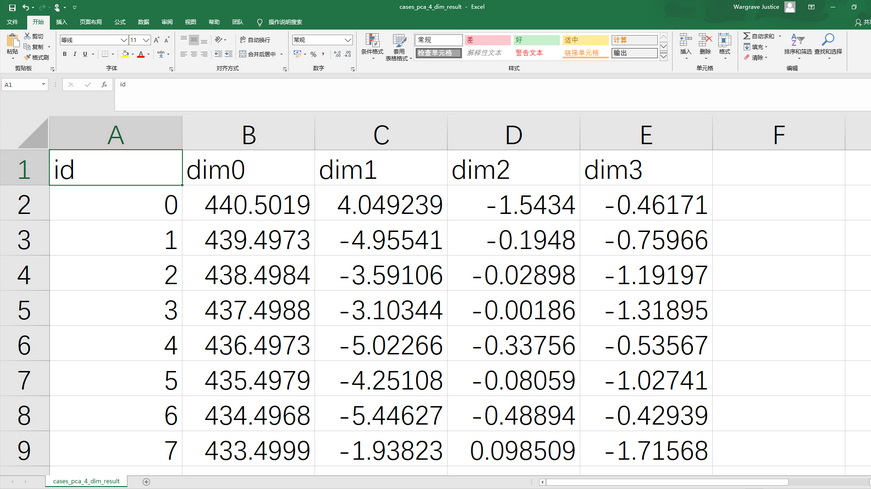 cases_pca_4_dim_result - Excel
Wargrave Justice
文件 开始 插入 页面布局 公式 数据 审阅 视图 帮助 团队 操作说明搜索
粘贴 剪切 复制 格式刷
剪贴板
等线 11
B I U
字体
自动换行
合并后居中
对齐方式
常规
数字
条件格式 套用表格格式
常规 差 好 适中 计算
检查单元格 解释性文本 警告文本 链接单元格 输出
样式
插入 删除 格式
单元格
自动求和 填充 清除 排序和筛选 查找和选择
编辑
A1 fx id
A B C D E F
1 id dim0 dim1 dim2 dim3
2 0 440.5019 4.049239 -1.5434 -0.46171
3 1 439.4973 -4.95541 -0.1948 -0.75966
4 2 438.4984 -3.59106 -0.02898 -1.19197
5 3 437.4988 -3.10344 -0.00186 -1.31895
6 4 436.4973 -5.02266 -0.33756 -0.53567
7 5 435.4979 -4.25108 -0.08059 -1.02741
8 6 434.4968 -5.44627 -0.48894 -0.42939
9 7 433.4999 -1.93823 0.098509 -1.71568
cases_pca_4_dim_result